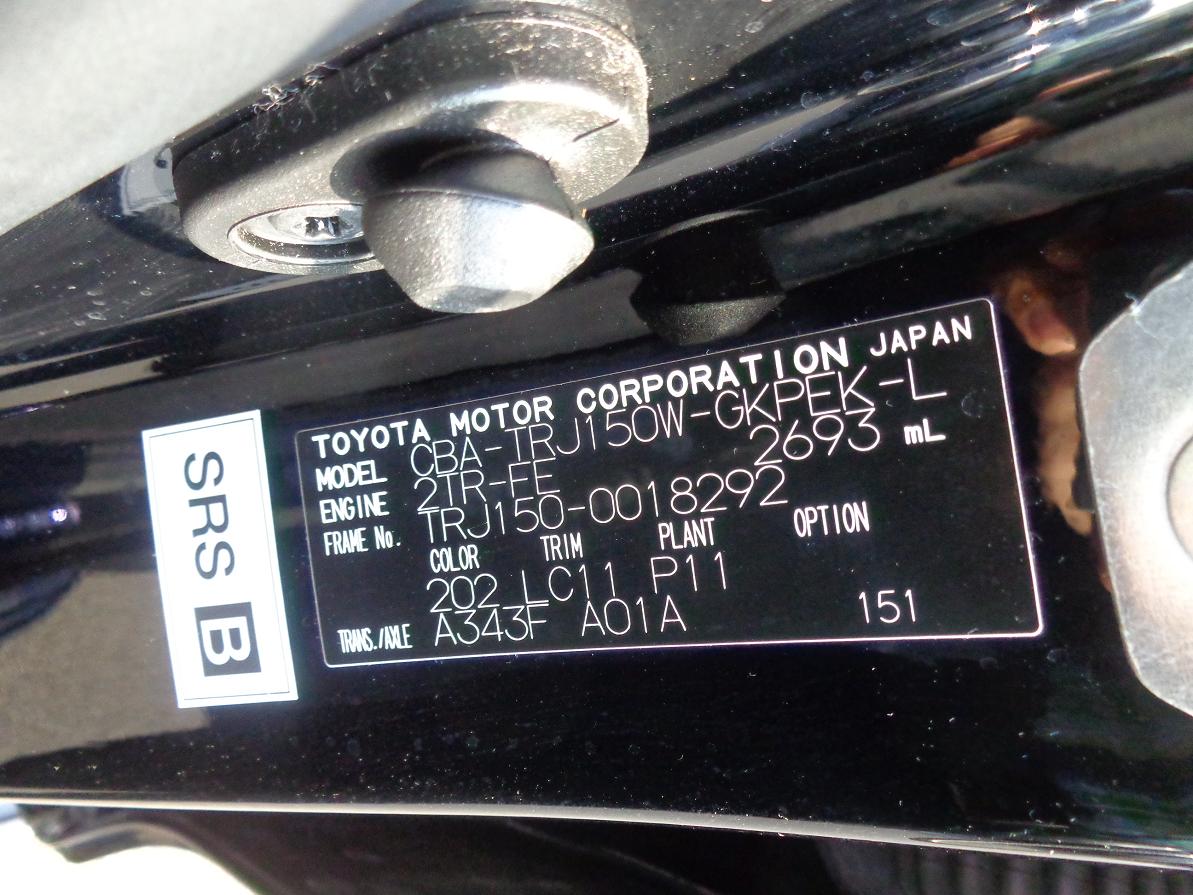 TOYOTA MOTOR CORPORATION JAPAN
MODEL CBA-TRJ150W-GKPEK-L
ENGINE 2TR-FE 2693 mL
FRAME No. TRJ150-0018292
COLOR TRIM PLANT OPTION
202 LC11 P11
TRANS./AXLE A343F A01A 151
SRS B